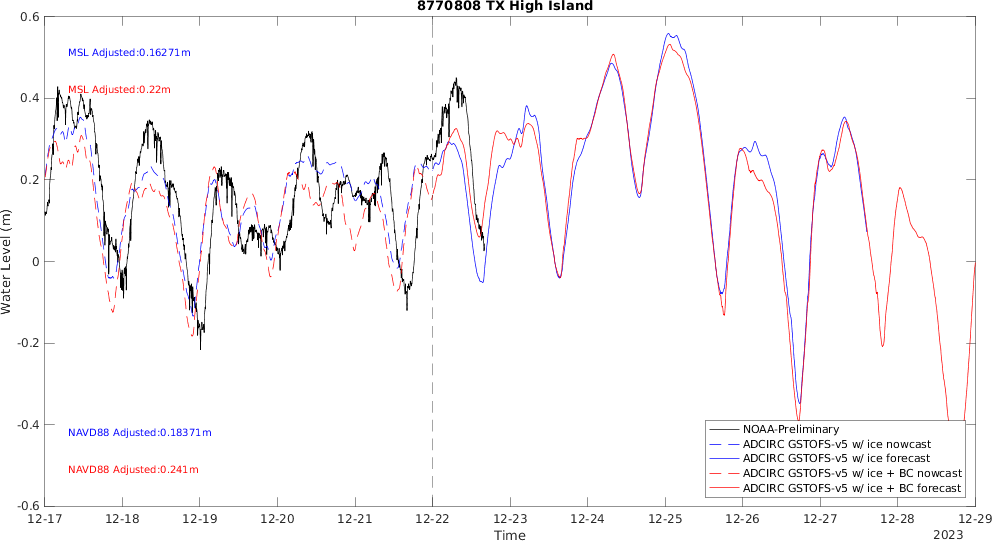 8770808 TX High Island
0.6
0.4
0.2
0
-0.2
-0.4
-0.6
Water Level (m)
MSL Adjusted:0.16271m
MSL Adjusted:0.22m
NAVD88 Adjusted:0.18371m
NAVD88 Adjusted:0.241m
NOAA-Preliminary
ADCIRC GSTOFS-v5 w/ ice nowcast
ADCIRC GSTOFS-v5 w/ ice forecast
ADCIRC GSTOFS-v5 w/ ice + BC nowcast
ADCIRC GSTOFS-v5 w/ ice + BC forecast
12-17 12-18 12-19 12-20 12-21 12-22 12-23 12-24 12-25 12-26 12-27 12-28 12-29
Time
2023